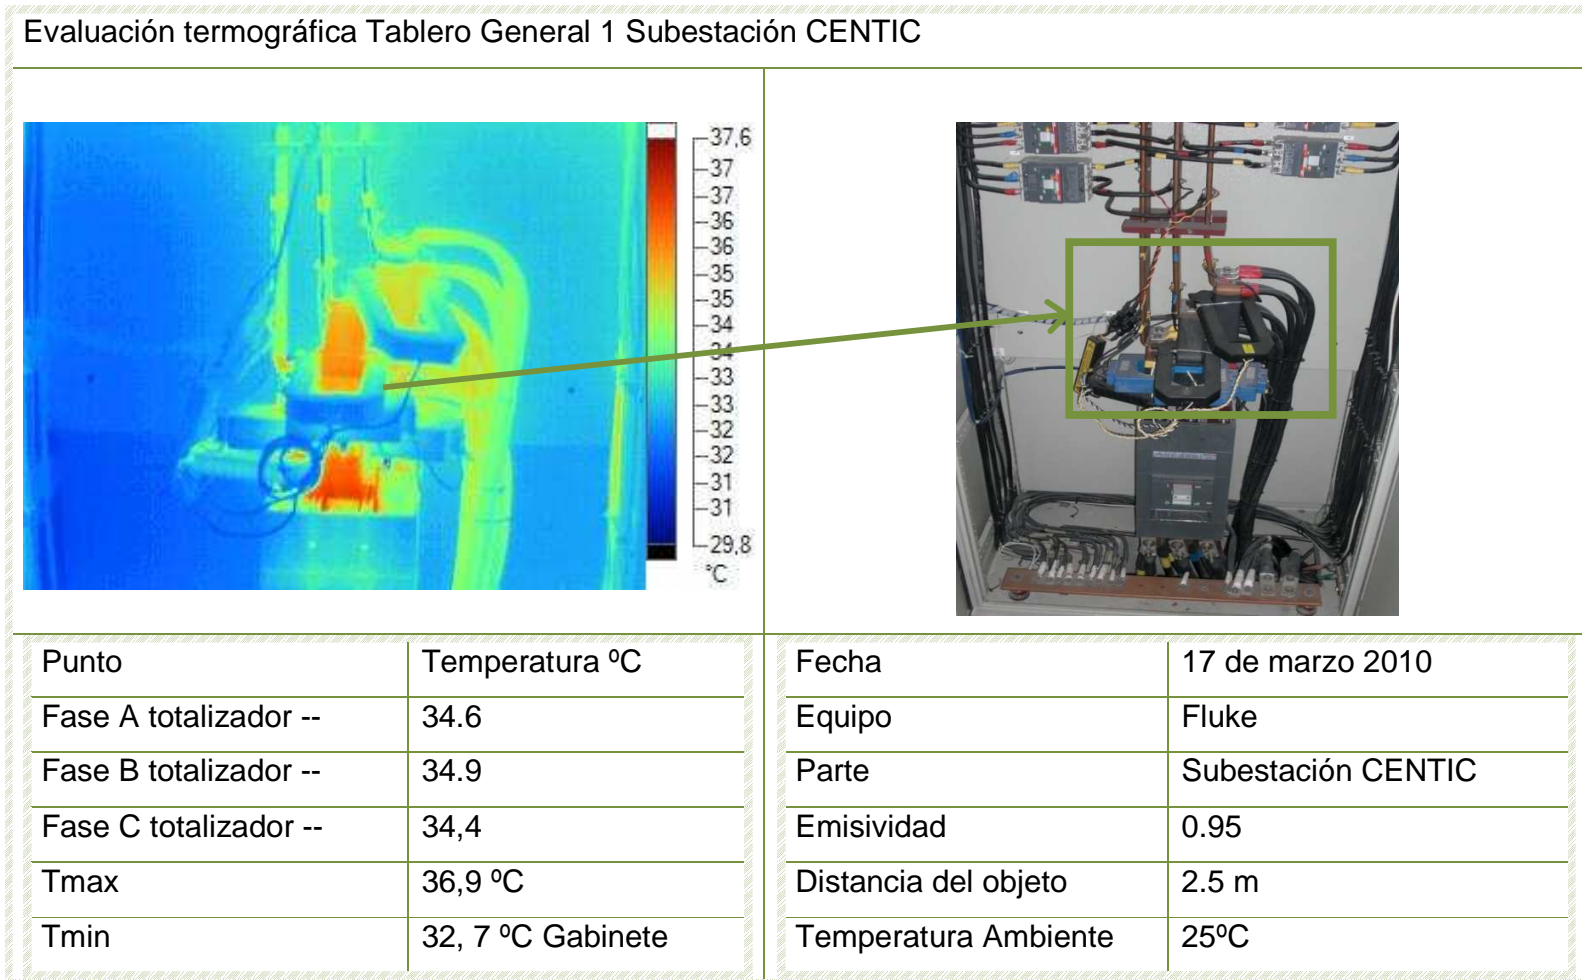 Evaluación termográfica Tablero General 1 Subestación CENTIC
37,6
37
37
36
36
35
35
34
34
33
33
32
32
31
31
29,8
°C
Punto Temperatura ºC
Fase A totalizador -- 34.6
Fase B totalizador -- 34.9
Fase C totalizador -- 34,4
Tmax 36,9 ºC
Tmin 32, 7 ºC Gabinete
Fecha 17 de marzo 2010
Equipo Fluke
Parte Subestación CENTIC
Emisividad 0.95
Distancia del objeto 2.5 m
Temperatura Ambiente 25ºC